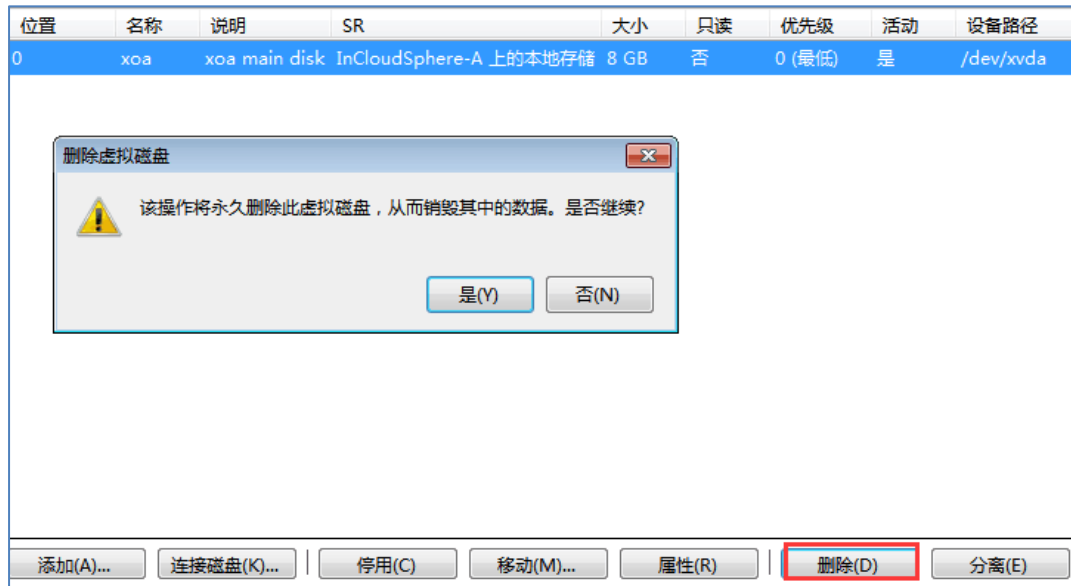 位置 名称 说明 SR 大小 只读 优先级 活动 设备路径
0 xoa xoa main disk InCloudSphere-A 上的本地存储 8 GB 否 0 (最低) 是 /dev/xvda
删除虚拟磁盘
该操作将永久删除此虚拟磁盘，从而销毁其中的数据。是否继续?
是(Y) 否(N)
添加(A)... 连接磁盘(K)... 停用(C) 移动(M)... 属性(R) 删除(D) 分离(E)